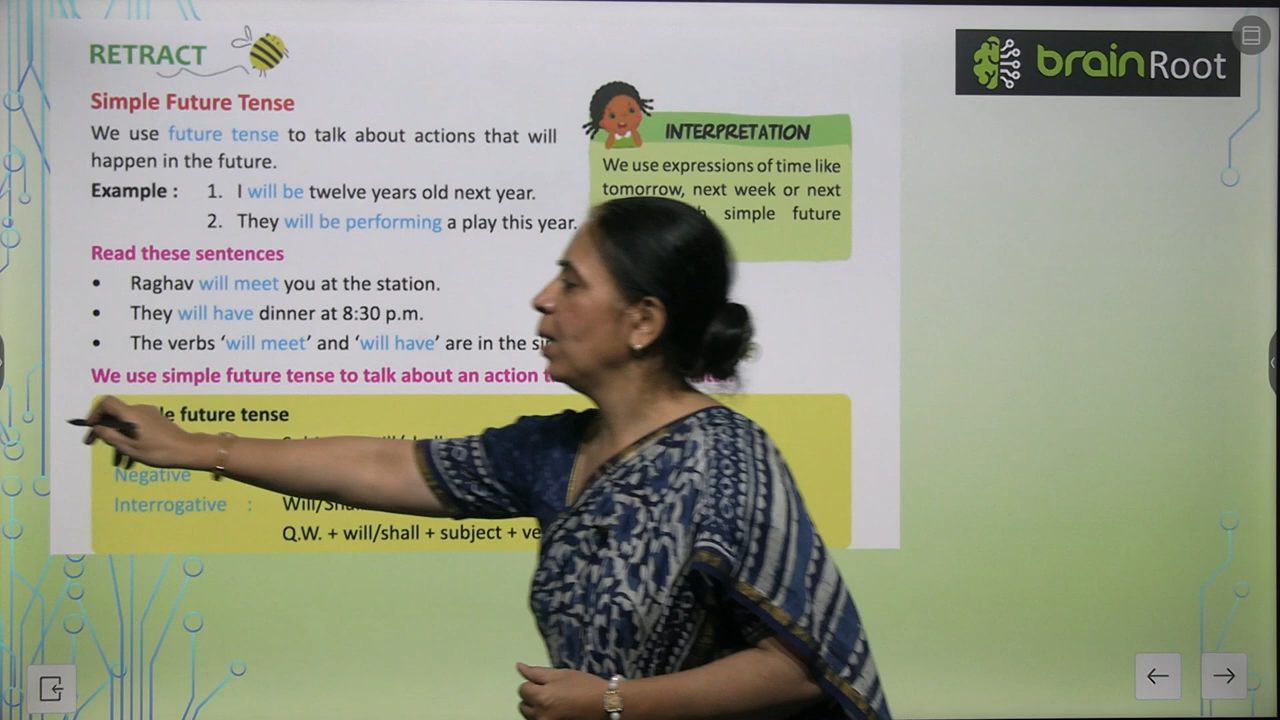 RETRACT
brainRoot
Simple Future Tense
We use future tense to talk about actions that will
happen in the future.
Example : 1. I will be twelve years old next year.
2. They will be performing a play this year.
INTERPRETATION
We use expressions of time like
tomorrow, next week or next
simple future
Read these sentences
• Raghav will meet you at the station.
• They will have dinner at 8:30 p.m.
• The verbs ‘will meet’ and ‘will have’ are in the
We use simple future tense to talk about an action
future tense
Negative
Interrogative :
Q.W. + will/shall + subject +